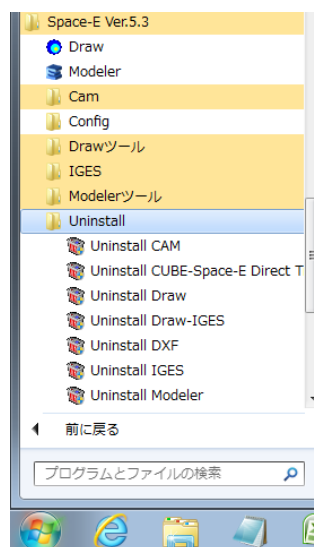 Space-E Ver.5.3
Draw
Modeler
Cam
Config
Drawツール
IGES
Modelerツール
Uninstall
Uninstall CAM
Uninstall CUBE-Space-E Direct T
Uninstall Draw
Uninstall Draw-IGES
Uninstall DXF
Uninstall IGES
Uninstall Modeler
前に戻る
プログラムとファイルの検索